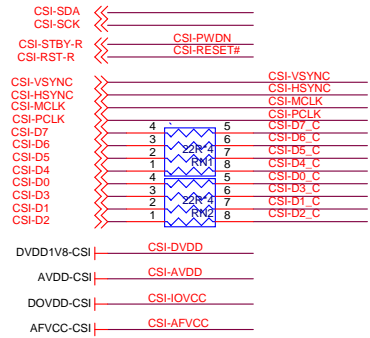 CSI-SDA
CSI-SCK
CSI-STBY-R CSI-PWDN
CSI-RST-R CSI-RESET#
CSI-VSYNC CSI-VSYNC
CSI-HSYNC CSI-HSYNC
CSI-MCLK CSI-MCLK
CSI-PCLK CSI-PCLK
CSI-D7 4 5 CSI-D7_C
CSI-D6 3 6 CSI-D6_C
CSI-D5 2 22R*4 7 CSI-D5_C
CSI-D4 1 RN1 8 CSI-D4_C
CSI-D0 4 5 CSI-D0_C
CSI-D3 3 6 CSI-D3_C
CSI-D1 2 22R*4 7 CSI-D1_C
CSI-D2 1 RN2 8 CSI-D2_C
DVDD1V8-CSI CSI-DVDD
AVDD-CSI CSI-AVDD
DOVDD-CSI CSI-IOVCC
AFVCC-CSI CSI-AFVCC